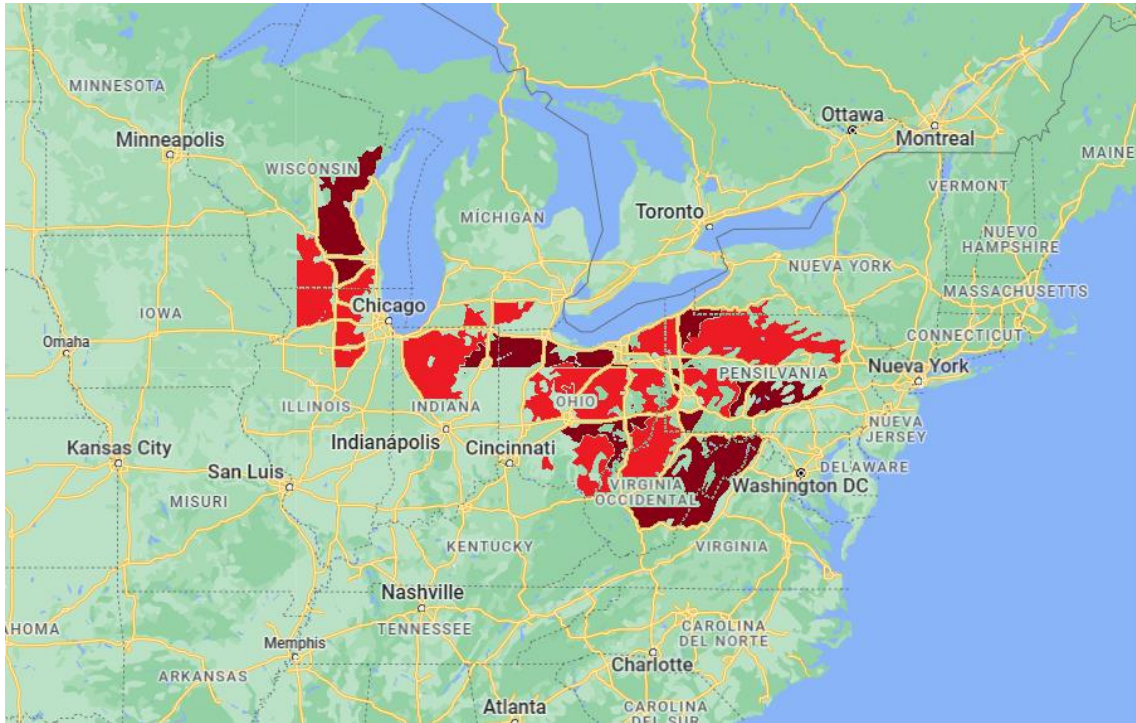 MINNESOTA
Minneapolis
WISCONSIN
Ottawa
Montreal
MAINE
VERMONT
MÍCHIGAN
Toronto
NUEVO
HAMPSHIRE
NUEVA YORK
MASSACHUSETTS
Chicago
IOWA
CONNECTICUT
Omaha
Nueva York
PENSILVANIA
ILLINOIS
INDIANA
OHIO
NUEVA
JERSEY
Indianápolis
Kansas City
Cincinnati
San Luis
DELAWARE
Washington DC
VIRGINIA
OCCIDENTAL
MISURI
KENTUCKY
VIRGINIA
Nashville
TENNESSEE
AHOMA
CAROLINA
DEL NORTE
Memphis
Charlotte
ARKANSAS
Atlanta
CAROLINA
DEL SUR